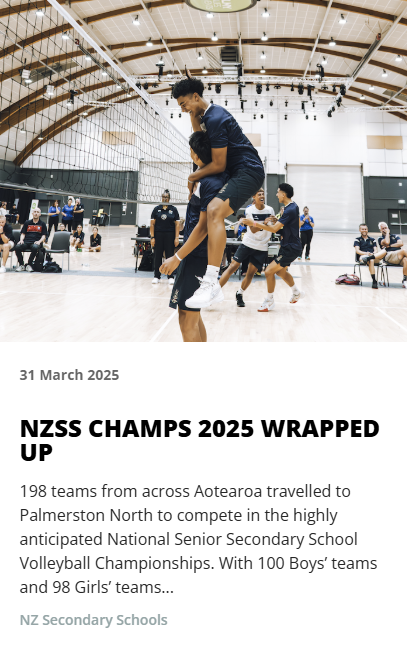 31 March 2025
NZSS CHAMPS 2025 WRAPPED
UP
198 teams from across Aotearoa travelled to
Palmerston North to compete in the highly
anticipated National Senior Secondary School
Volleyball Championships. With 100 Boys’ teams
and 98 Girls’ teams...
NZ Secondary Schools